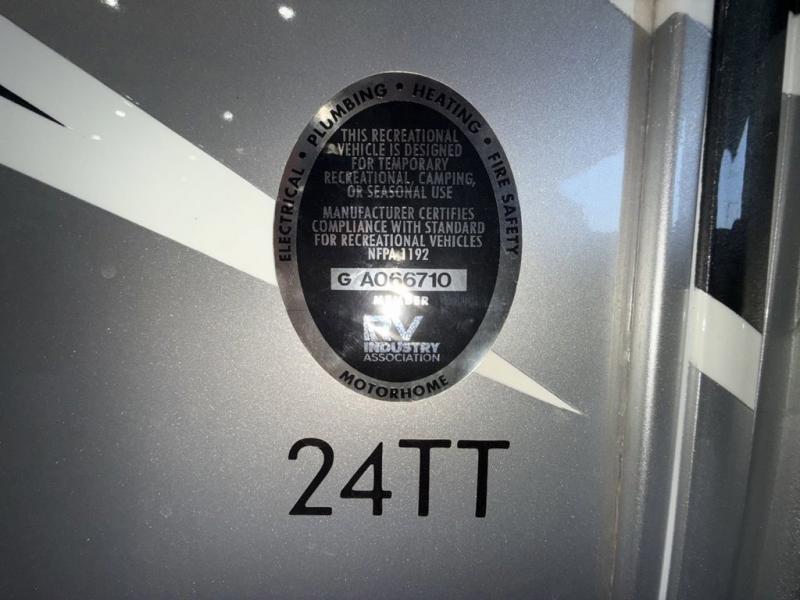 ELECTRICAL • PLUMBING • HEATING • FIRE SAFETY
THIS RECREATIONAL
VEHICLE IS DESIGNED
FOR TEMPORARY
RECREATIONAL, CAMPING,
OR SEASONAL USE
MANUFACTURER CERTIFIES
COMPLIANCE WITH STANDARD
FOR RECREATIONAL VEHICLES
NFPA 1192
G A066710
MEMBER
RV
INDUSTRY
ASSOCIATION
MOTORHOME
24TT